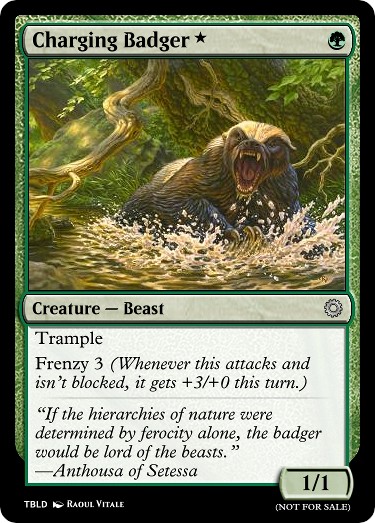 Charging Badger ★
Creature — Beast
Trample
Frenzy 3 (Whenever this attacks and
isn't blocked, it gets +3/+0 this turn.)
“If the hierarchies of nature were
determined by ferocity alone, the badger
would be lord of the beasts.”
—Anthousa of Setessa
1/1
TBLD Raoul Vitale
(NOT FOR SALE)